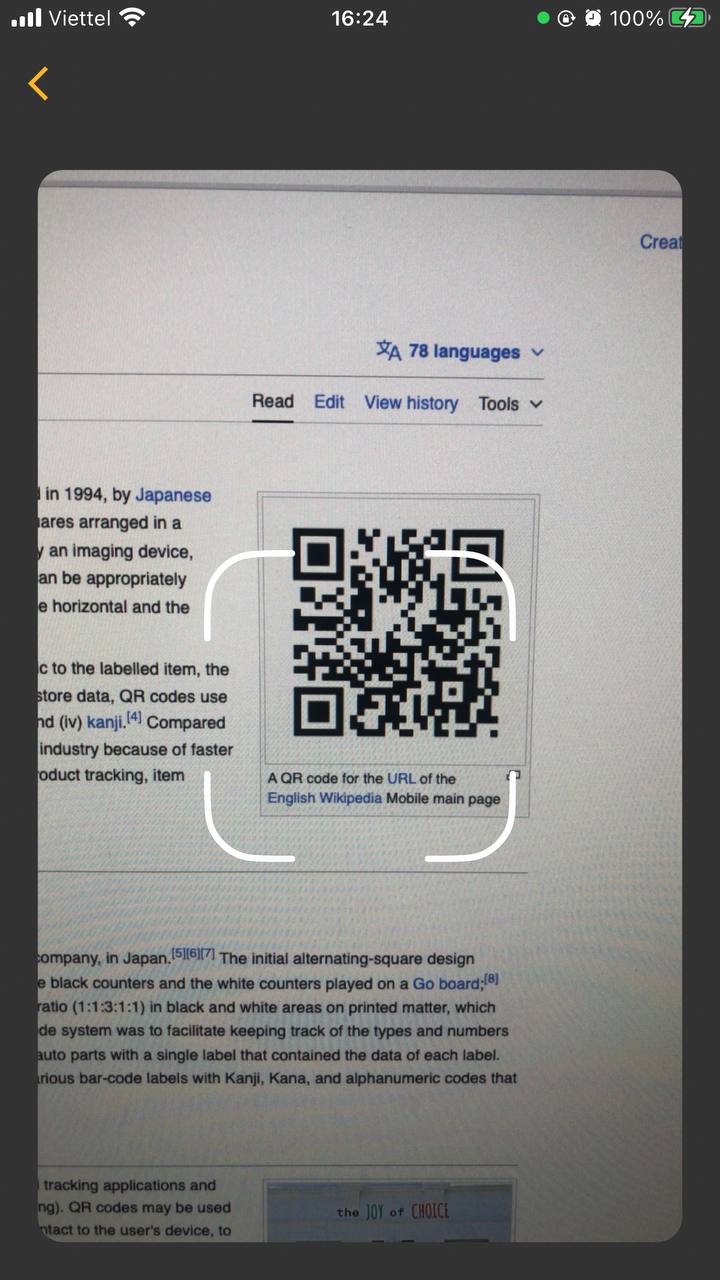 Viettel 16:24 100%
Creat
78 languages
Read Edit View history Tools
in 1994, by Japanese
ares arranged in a
y an imaging device,
an be appropriately
e horizontal and the
c to the labelled item, the
store data, QR codes use
nd (iv) kanji.[4] Compared
industry because of faster
roduct tracking, item
A QR code for the URL of the
English Wikipedia Mobile main page
company, in Japan.[5][6][7] The initial alternating-square design
e black counters and the white counters played on a Go board;[8]
ratio (1:1:3:1:1) in black and white areas on printed matter, which
de system was to facilitate keeping track of the types and numbers
auto parts with a single label that contained the data of each label.
rious bar-code labels with Kanji, Kana, and alphanumeric codes that
tracking applications and
ng). QR codes may be used
ntact to the user's device, to
the JOY of CHOICE